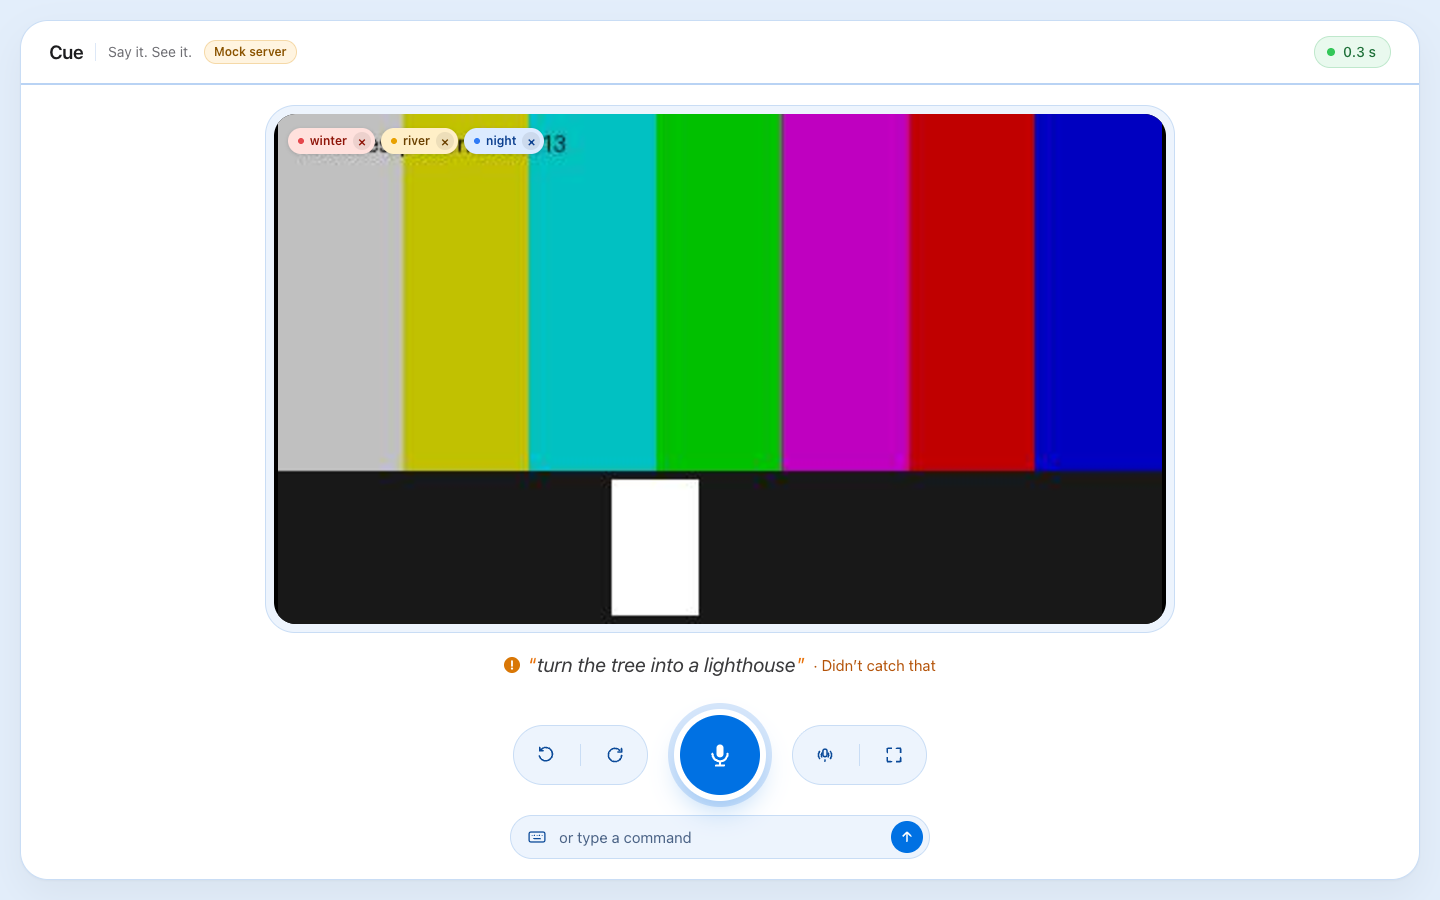 Cue
Say it. See it.
Mock server
0.3 s
winter ×
river ×
night ×
13
"turn the tree into a lighthouse" · Didn't catch that
or type a command